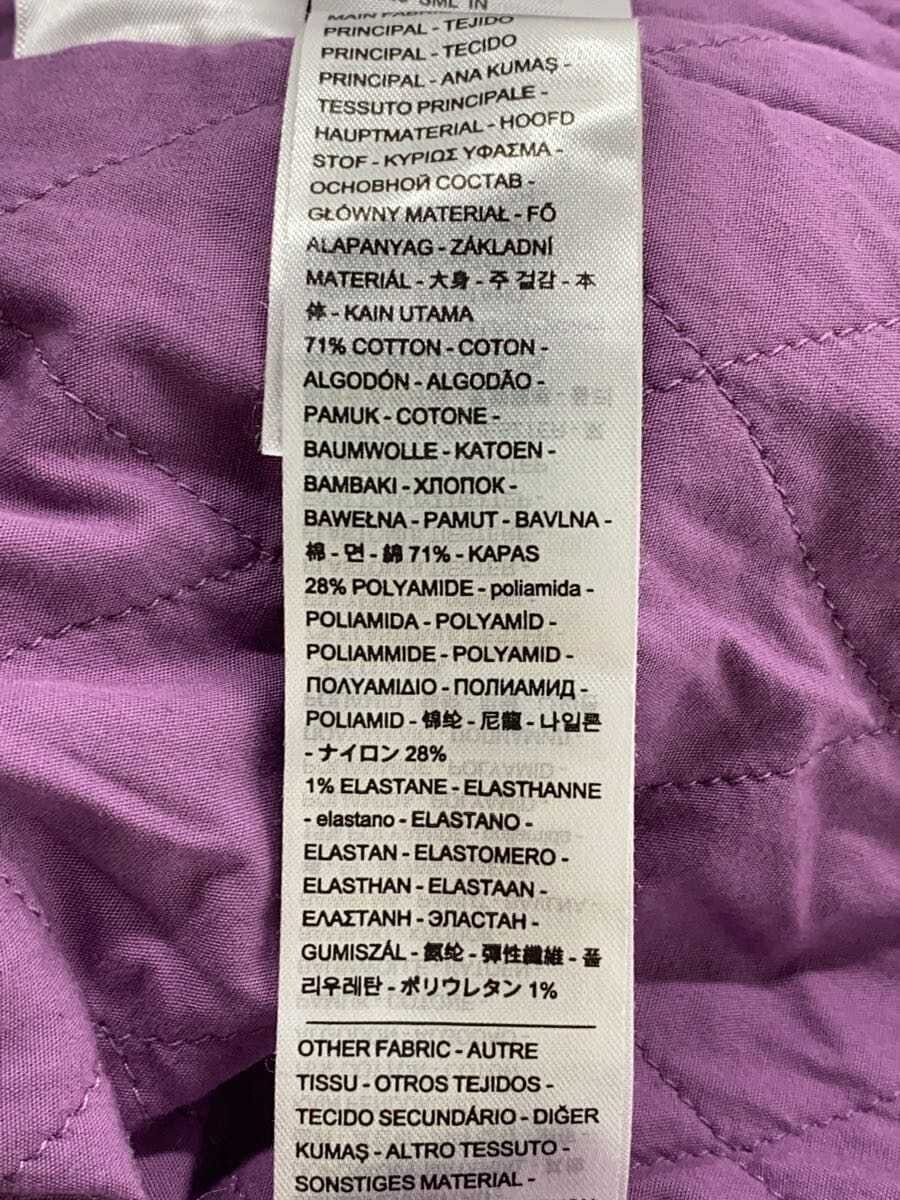 SML IN
MAIN FABRIC
PRINCIPAL - TEJIDO
PRINCIPAL - TECIDO
PRINCIPAL - ANA KUMAŞ -
TESSUTO PRINCIPALE -
HAUPTMATERIAL - HOOFD
STOF - ΚΥΡΙΩΣ ΥΦΑΣΜΑ -
ОСНОВНОЙ СОСТАВ -
GŁÓWNY MATERIAŁ - FŐ
ALAPANYAG - ZÁKLADNÍ
MATERIÁL - 大身 - 주 겉감 - 本
体 - KAIN UTAMA
71% COTTON - COTON -
ALGODÓN - ALGODÃO -
PAMUK - COTONE -
BAUMWOLLE - KATOEN -
BAMBAKI - ХЛОПОК -
BAWEŁNA - PAMUT - BAVLNA -
棉 - 면 - 綿 71% - KAPAS
28% POLYAMIDE - poliamida -
POLIAMIDA - POLYAMİD -
POLIAMMIDE - POLYAMID -
ΠΟΛΥΑΜΙΔΙΟ - ПОЛИАМИД -
POLIAMID - 锦纶 - 尼龍 - 나일론
- ナイロン 28%
1% ELASTANE - ELASTHANNE
- elastano - ELASTANO -
ELASTAN - ELASTOMERO -
ELASTHAN - ELASTAAN -
ΕΛΑΣΤΑΝΗ - ЭЛАСТАН -
GUMISZÁL - 氨纶 - 彈性纖維 - 폴
리우레탄 - ポリウレタン 1%
OTHER FABRIC - AUTRE
TISSU - OTROS TEJIDOS -
TECIDO SECUNDÁRIO - DIĞER
KUMAŞ - ALTRO TESSUTO -
SONSTIGES MATERIAL -